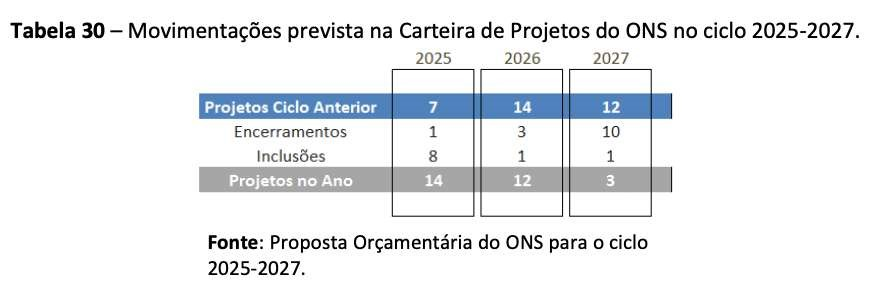 Tabela 30 – Movimentações prevista na Carteira de Projetos do ONS no ciclo 2025-2027.
2025 2026 2027
Projetos Ciclo Anterior 7 14 12
Encerramentos 1 3 10
Inclusões 8 1 1
Projetos no Ano 14 12 3
Fonte: Proposta Orçamentária do ONS para o ciclo
2025-2027.